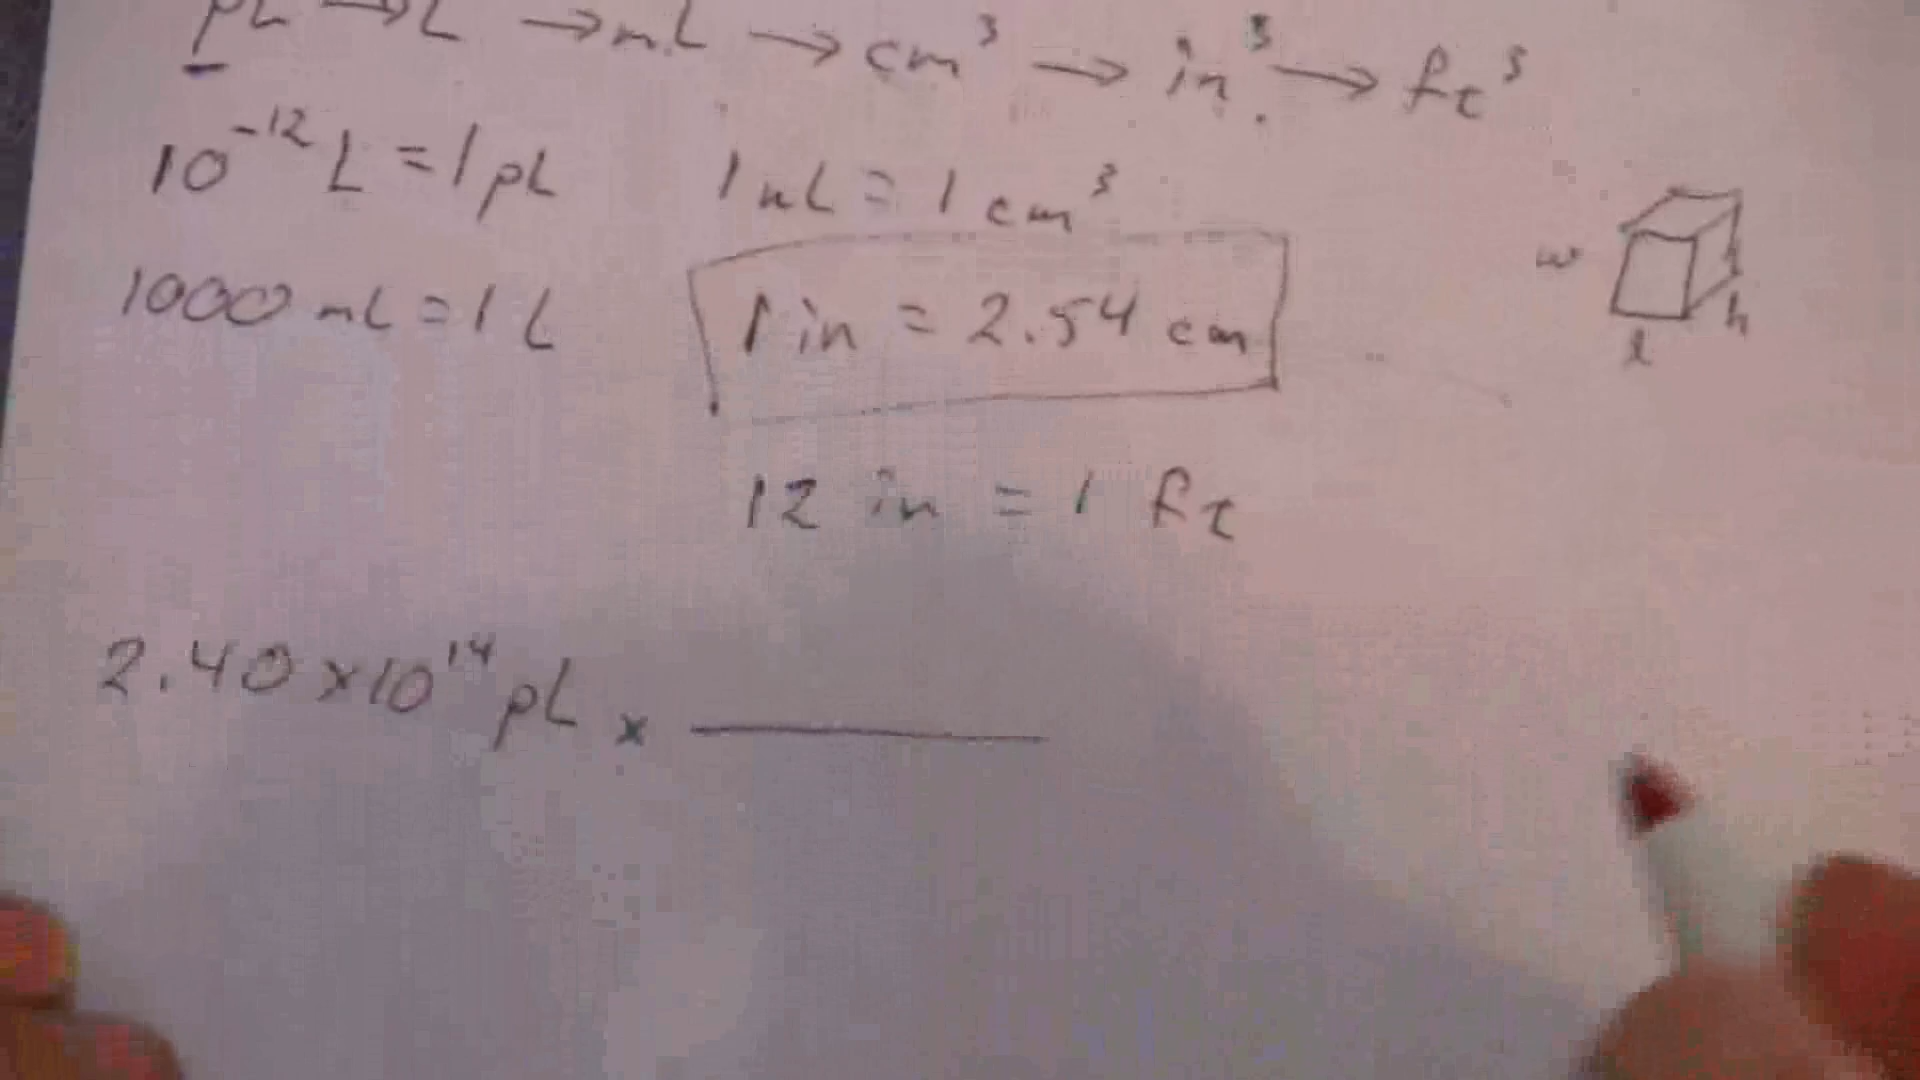 pL → L → mL → cm³ → in³ → ft³
10⁻¹² L = 1 pL
1 mL = 1 cm³
1000 mL = 1 L
1 in = 2.54 cm
w
h
l
12 in = 1 ft
2.40 x 10¹⁴ pL x